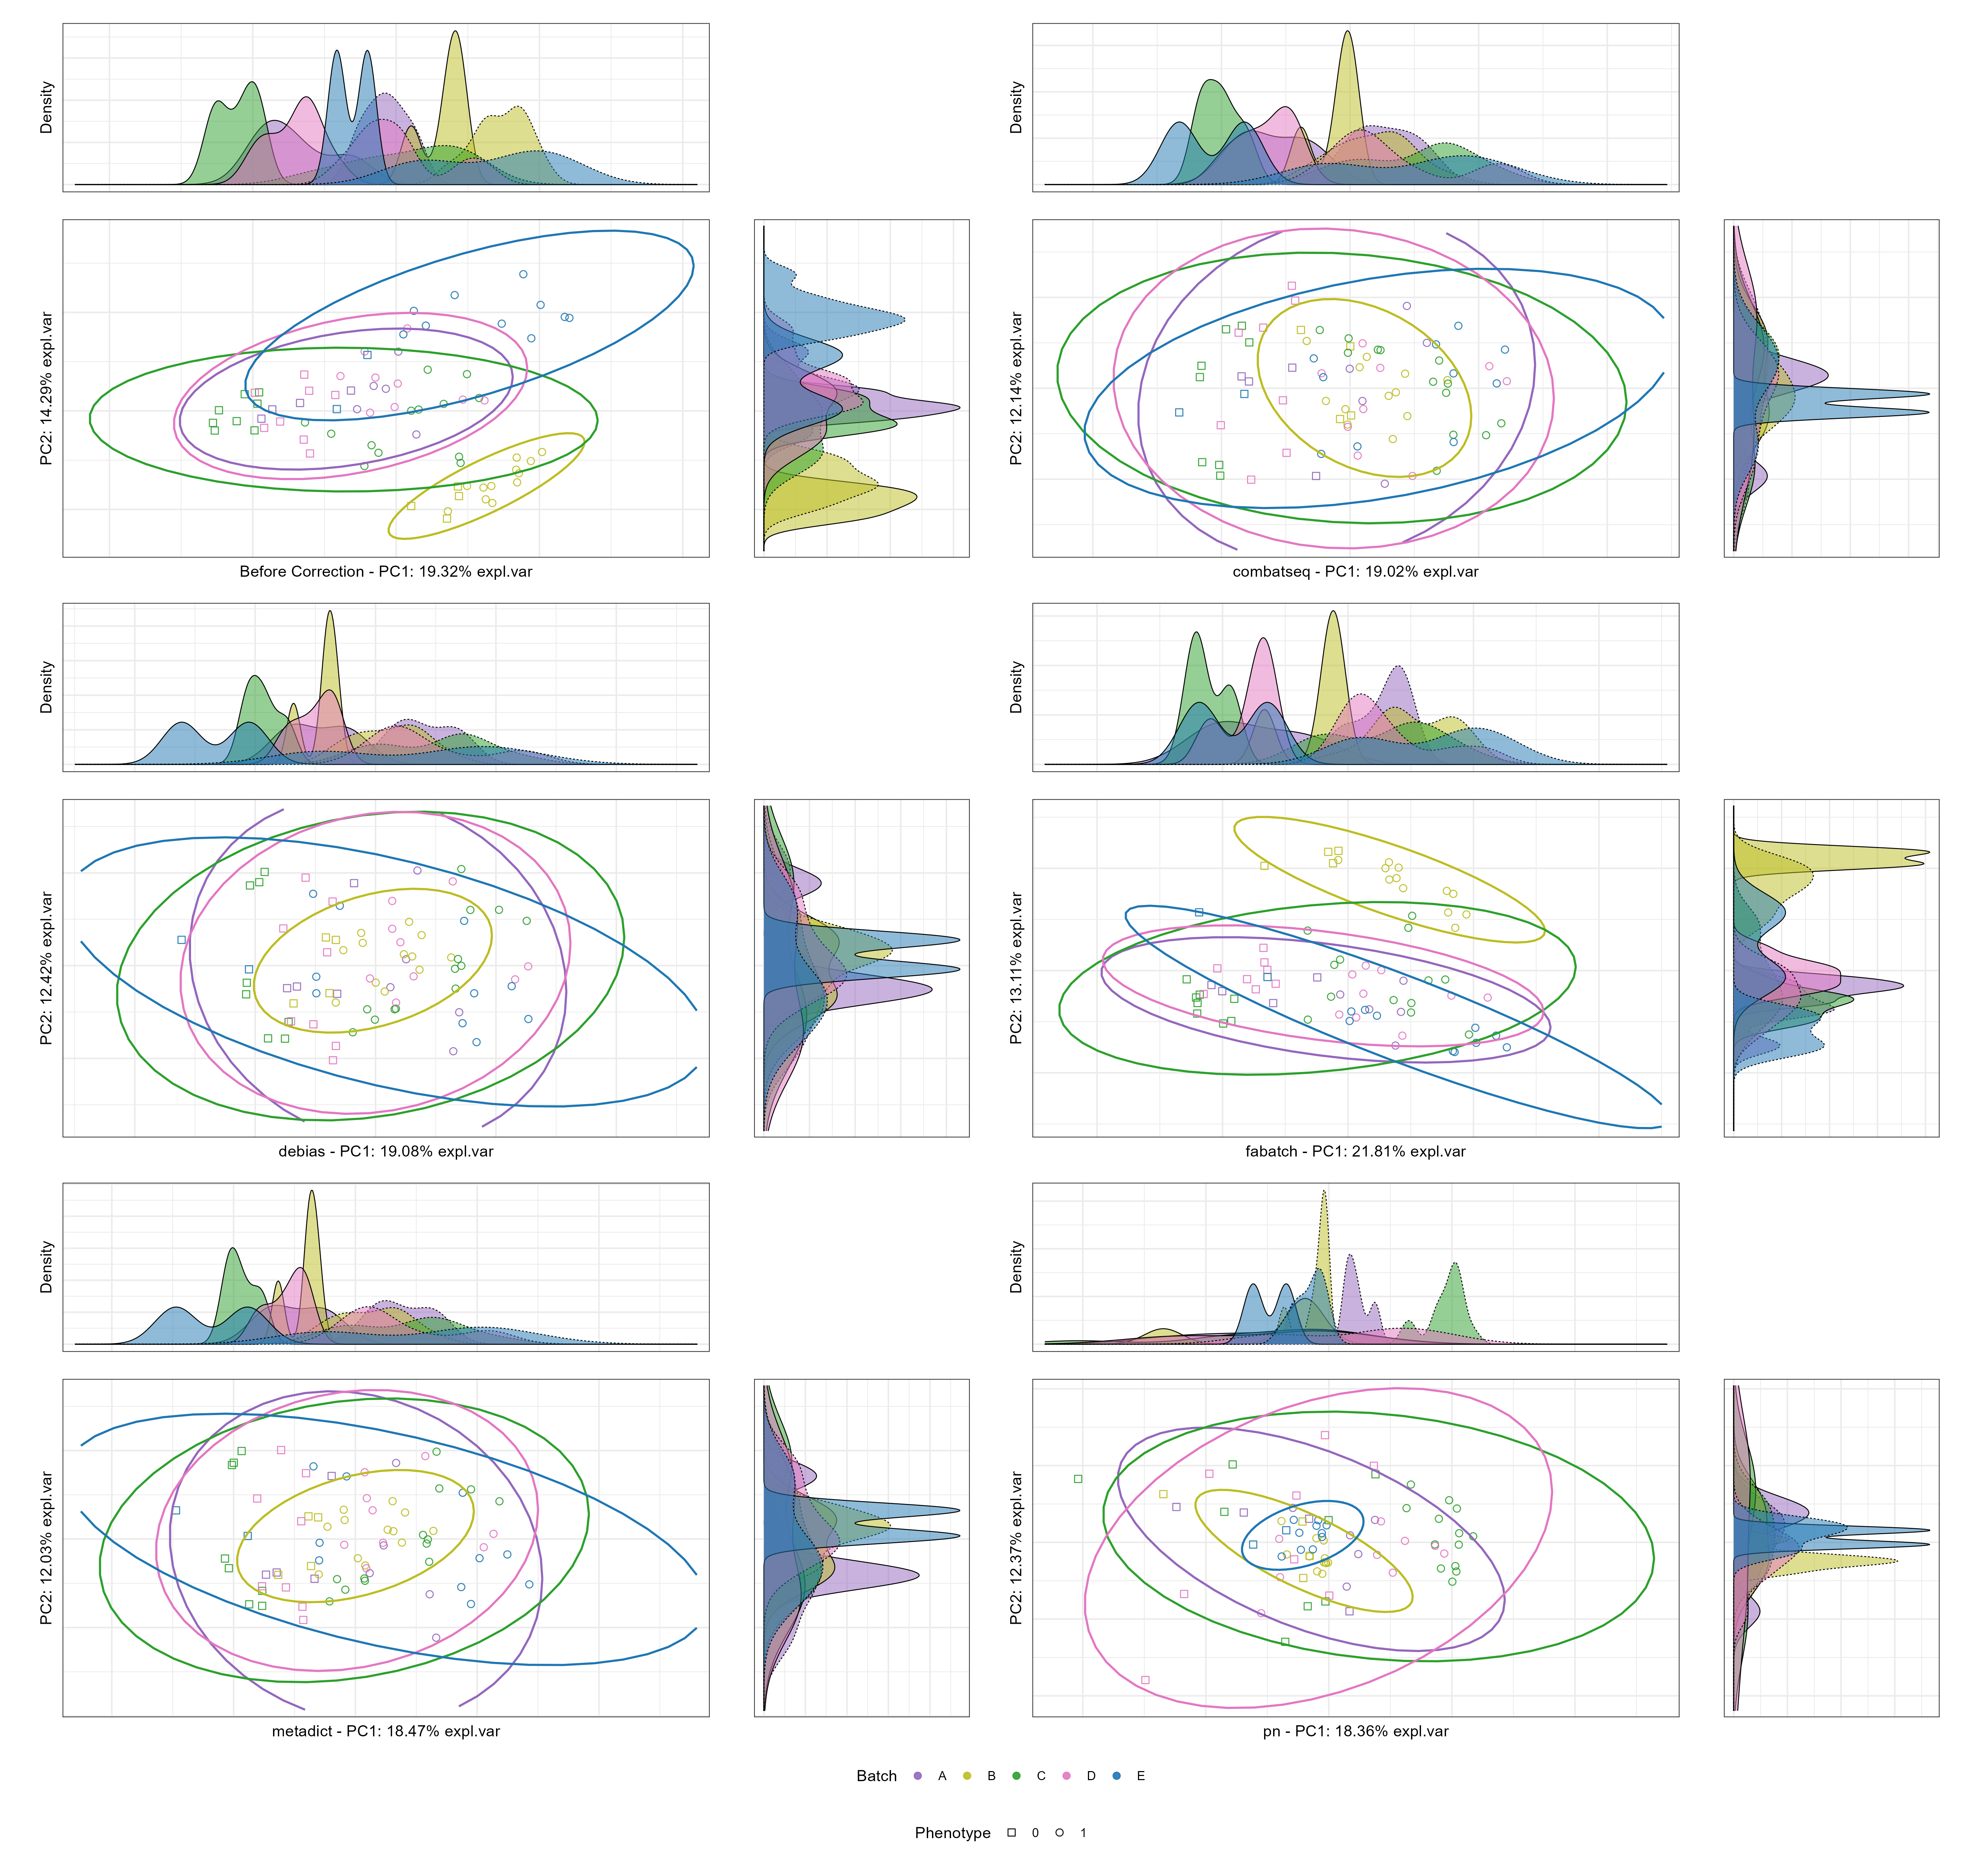 Density
Density
PC2: 14.29% expl.var
Before Correction - PC1: 19.32% expl.var
PC2: 12.14% expl.var
combatseq - PC1: 19.02% expl.var
Density
Density
PC2: 12.42% expl.var
debias - PC1: 19.08% expl.var
PC2: 13.11% expl.var
fabatch - PC1: 21.81% expl.var
Density
Density
PC2: 12.03% expl.var
metadict - PC1: 18.47% expl.var
PC2: 12.37% expl.var
pn - PC1: 18.36% expl.var
Batch A B C D E
Phenotype 0 1